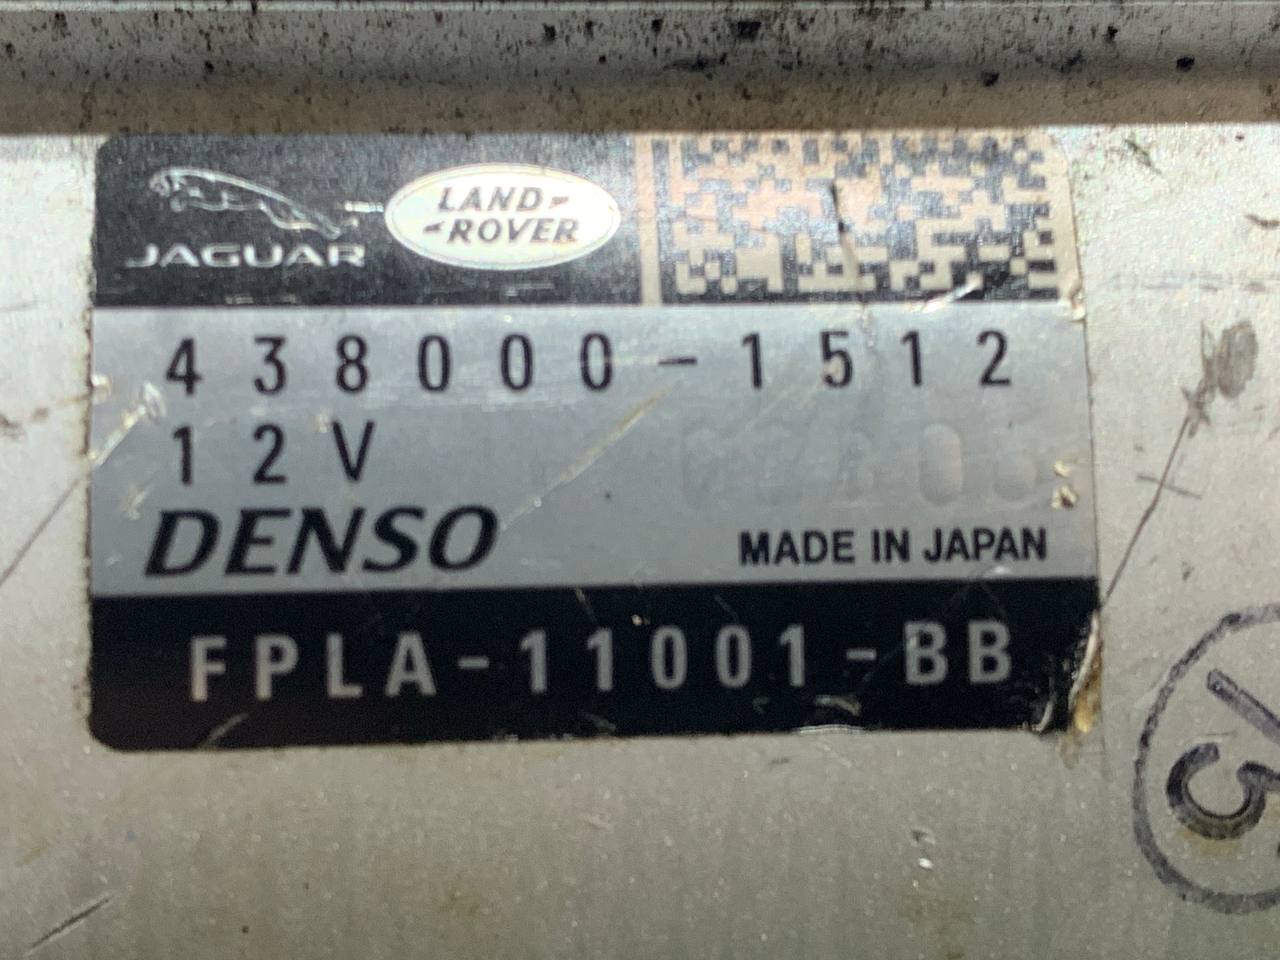 JAGUAR
LAND-
-ROVER
438000-1512
12V
DENSO
MADE IN JAPAN
FPLA-11001-BB